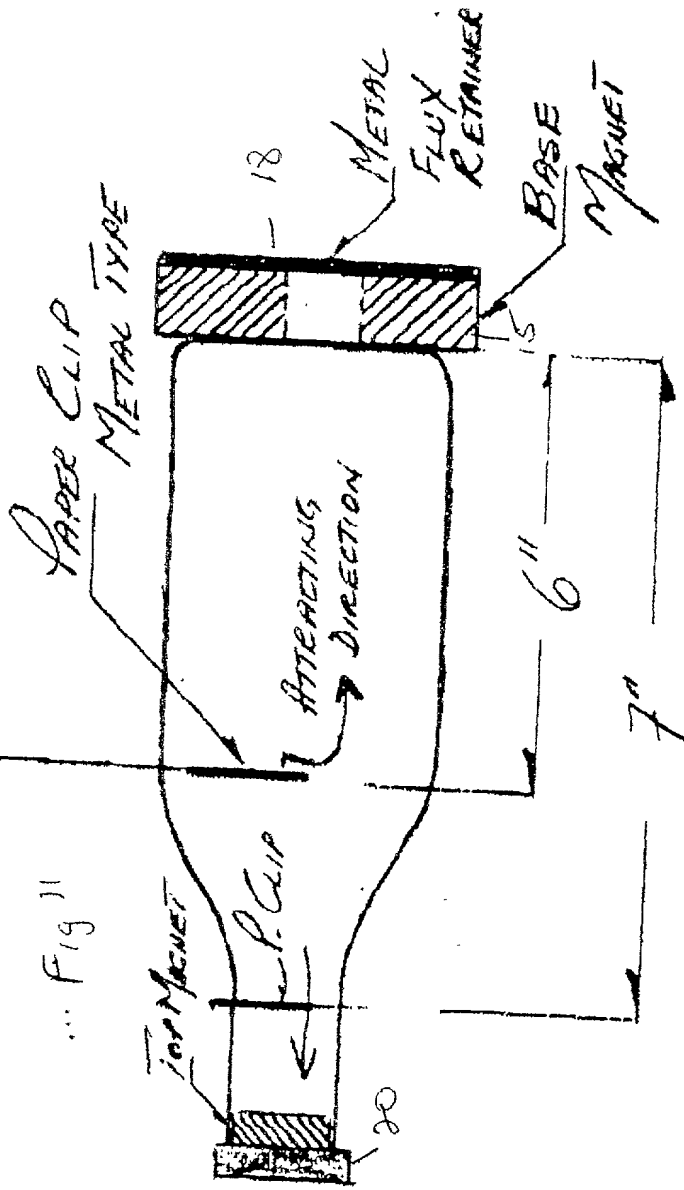 ... Fig 11
PAPER CLIP
METAL TYPE
TOP MAGNET
P. CLIP
ATTRACTING
DIRECTION
18
METAL
FLUX
RETAINER
BASE
MAGNET
15
20
6"
7"